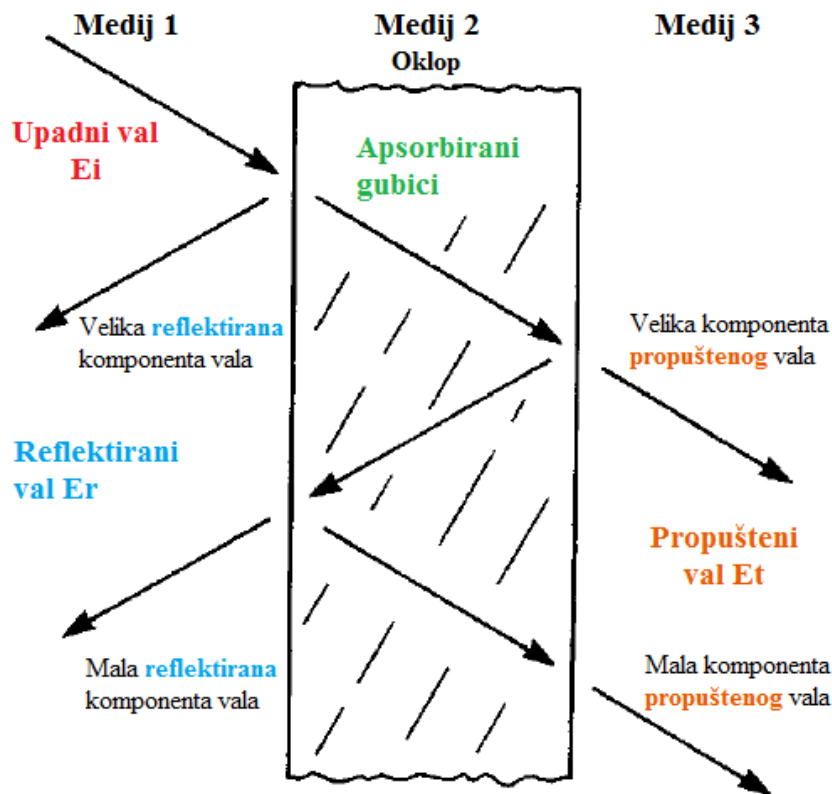 Medij 1
Medij 2
Medij 3
Oklop
Upadni val
Ei
Apsorbirani
gubici
Velika reflektirana
komponenta vala
Velika komponenta
propuštenog vala
Reflektirani
val Er
Propušteni
val Et
Mala reflektirana
komponenta vala
Mala komponenta
propuštenog vala